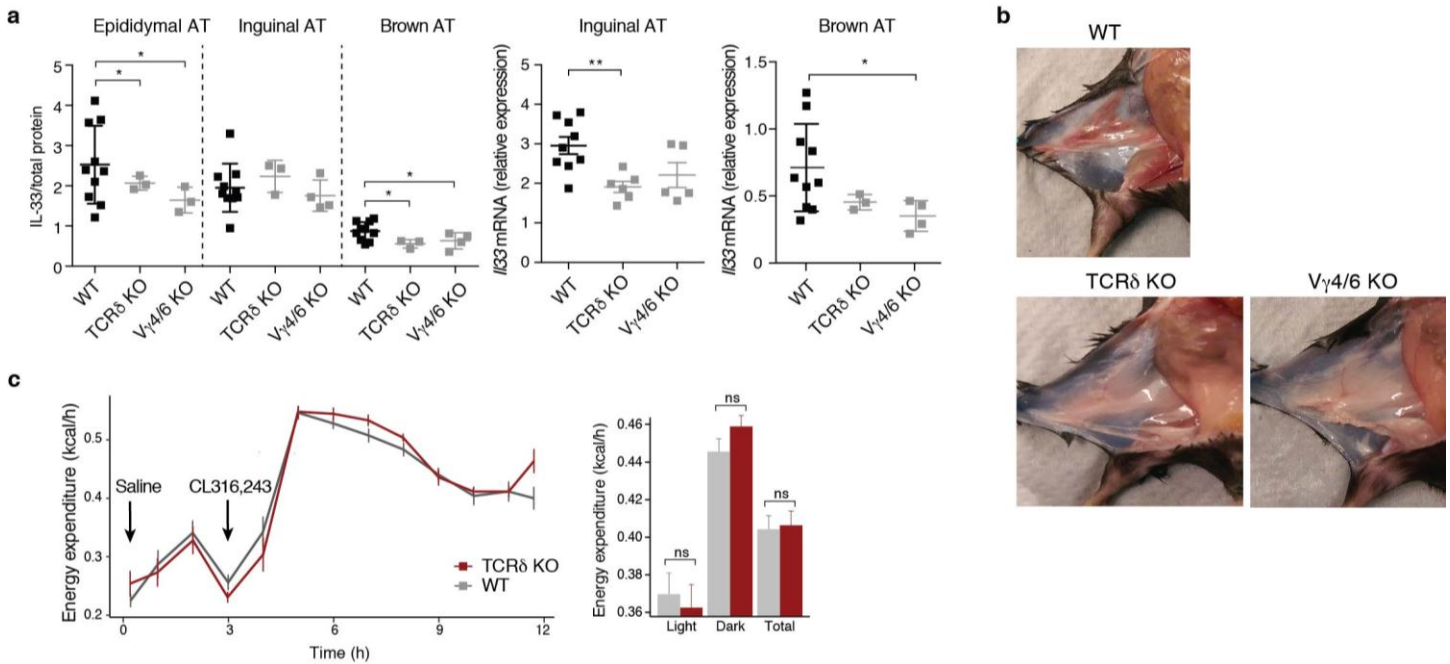 a
Epididymal AT
Inguinal AT
Brown AT
IL-333/total protein
5
4
3
2
1
0
*
*
*
*
WT
TCRδ KO
Vγ4/6 KO
WT
TCRδ KO
Vγ4/6 KO
WT
TCRδ KO
Vγ4/6 KO
Inguinal AT
Il33 mRNA (relative expression)
5
4
3
2
1
0
**
WT
TCRδ KO
Vγ4/6 KO
Brown AT
Il33 mRNA (relative expression)
1.5
1.0
0.5
0
*
WT
TCRδ KO
Vγ4/6 KO
b
WT
TCRδ KO
Vγ4/6 KO
c
Energy expenditure (kcal/h)
0.5
0.4
0.3
0.2
Saline
CL316,243
TCRδ KO
WT
0
3
6
9
12
Time (h)
Energy expenditure (kcal/h)
0.46
0.44
0.42
0.40
0.38
0.36
ns
ns
ns
Light
Dark
Total